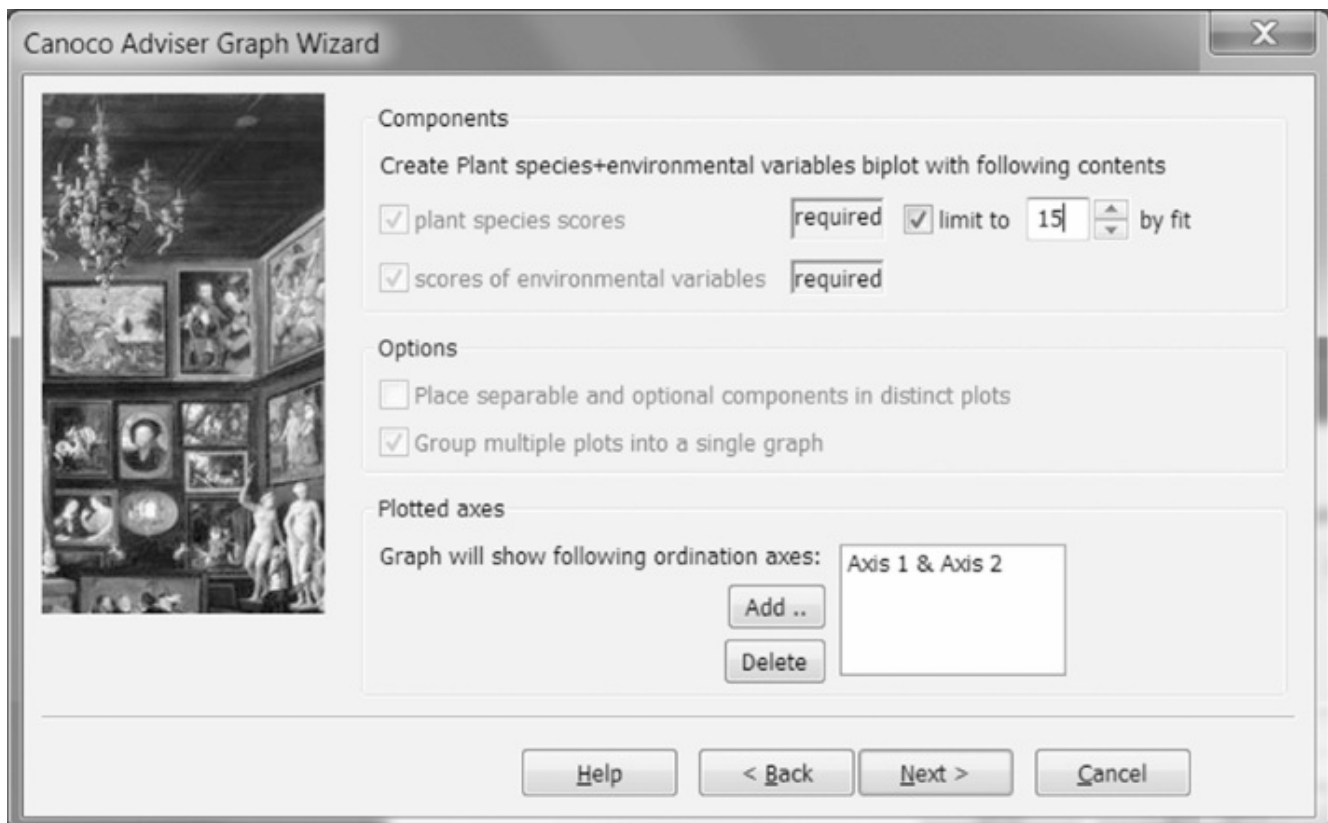 Canoco Adviser Graph Wizard
Components
Create Plant species+environmental variables biplot with following contents
plant species scores required limit to 15 by fit
scores of environmental variables required
Options
Place separable and optional components in distinct plots
Group multiple plots into a single graph
Plotted axes
Graph will show following ordination axes: Axis 1 & Axis 2
Add ..
Delete
Help < Back Next > Cancel